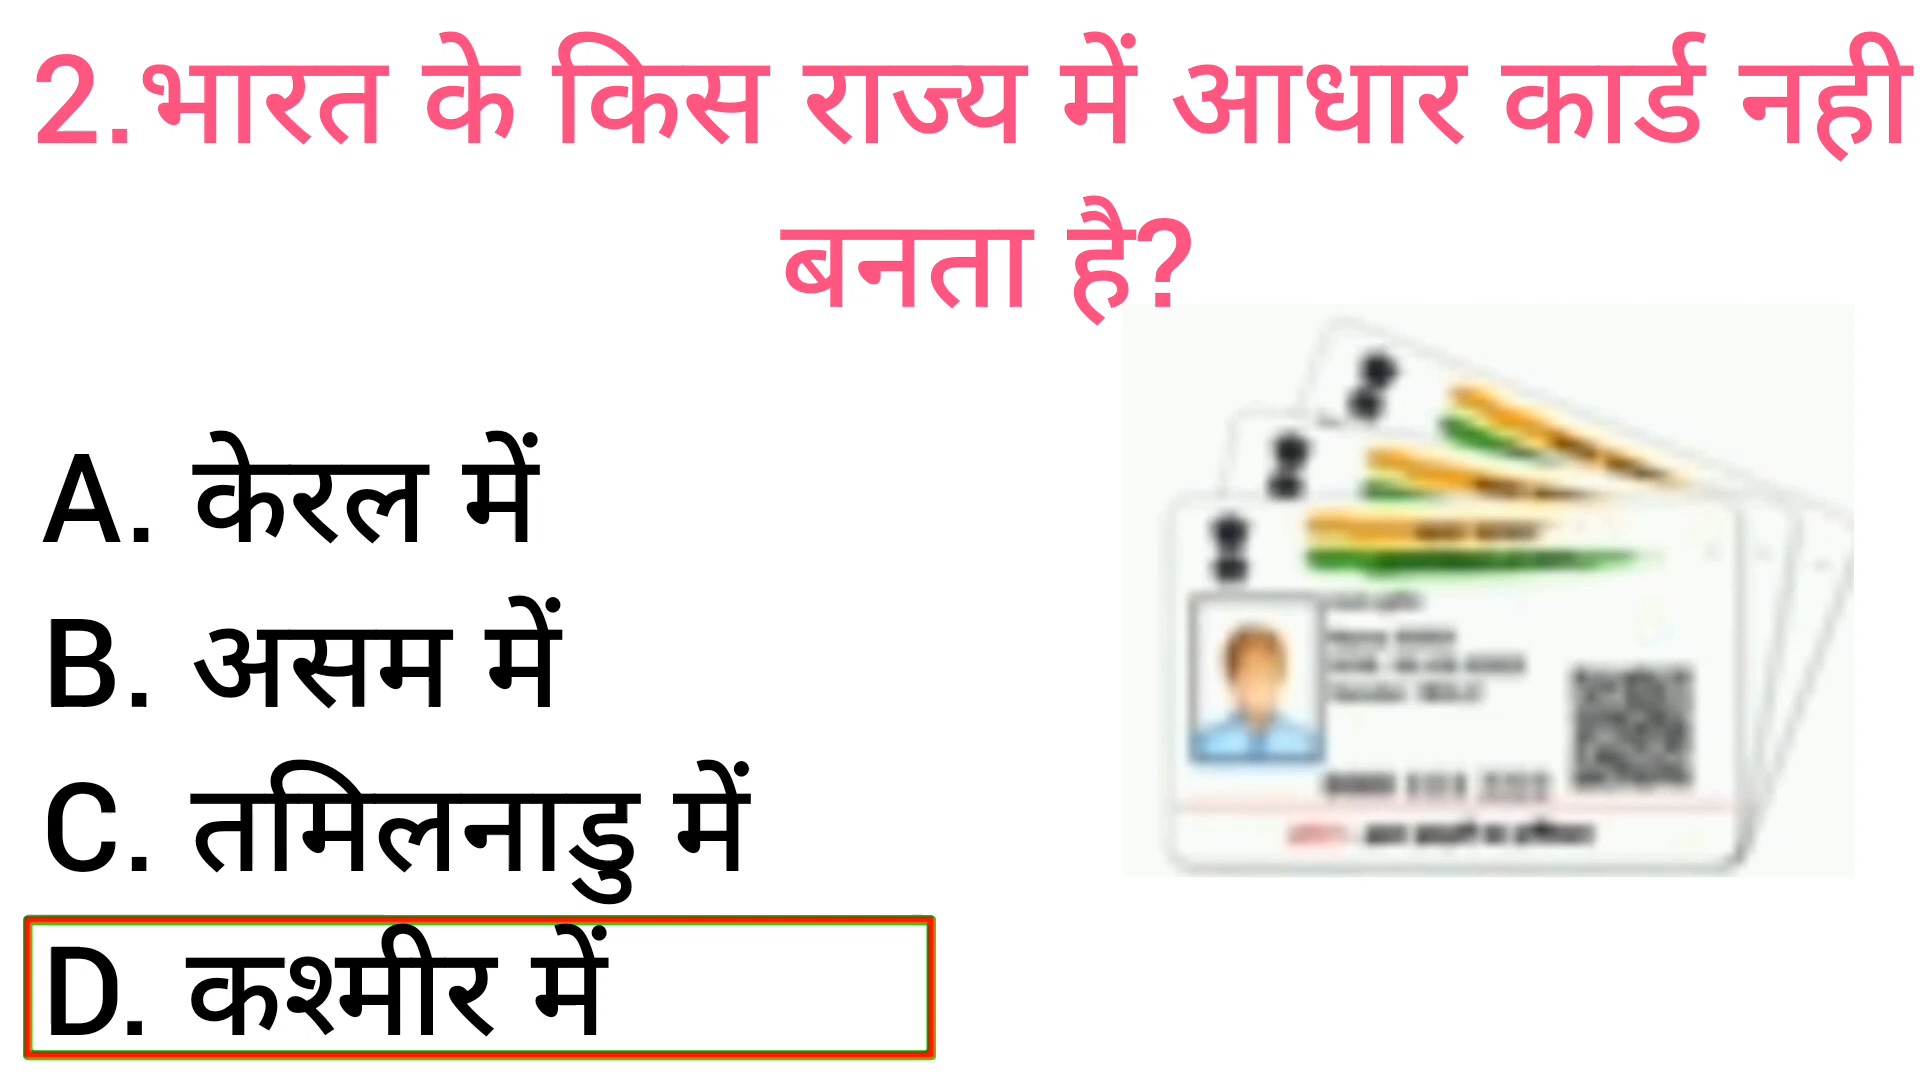 2.भारत के किस राज्य में आधार कार्ड नही
बनता है?
A. केरल में
B. असम में
C. तमिलनाडु में
D. कश्मीर में